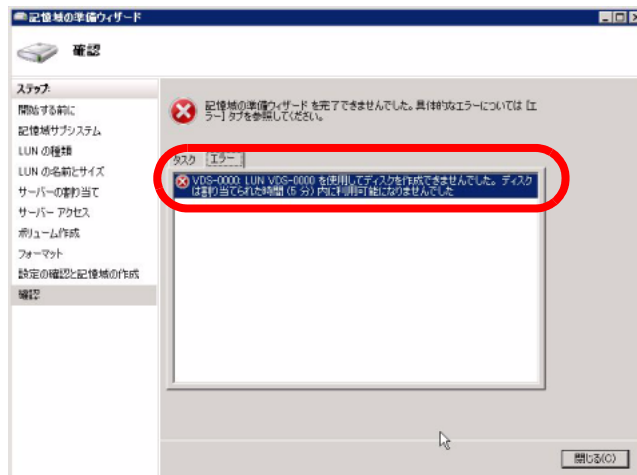 記憶域の準備ウィザード
確認
ステップ:
開始する前に
記憶域サブシステム
LUN の種類
LUN の名前とサイズ
サーバーの割り当て
サーバー アクセス
ボリューム作成
フォーマット
設定の確認と記憶域の作成
確認
記憶域の準備ウィザード を完了できませんでした。具体的なエラーについては [エ
ラー] タブを参照してください。
タスク エラー
VDS-0000: LUN VDS-0000 を使用してディスクを作成できませんでした。ディスク
は割り当てられた時間 (5 分) 内に利用可能になりませんでした
閉じる(C)